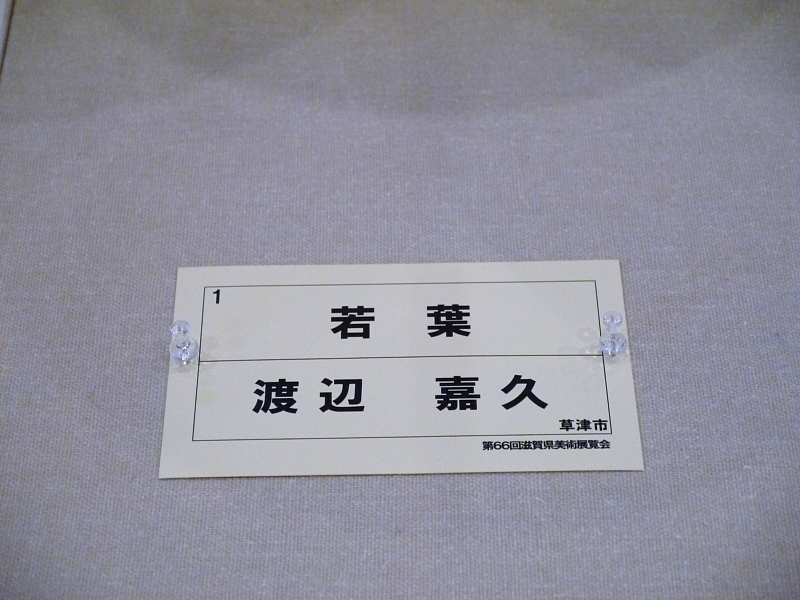 1
若 葉
渡辺 嘉久
草津市
第66回滋賀県美術展覧会